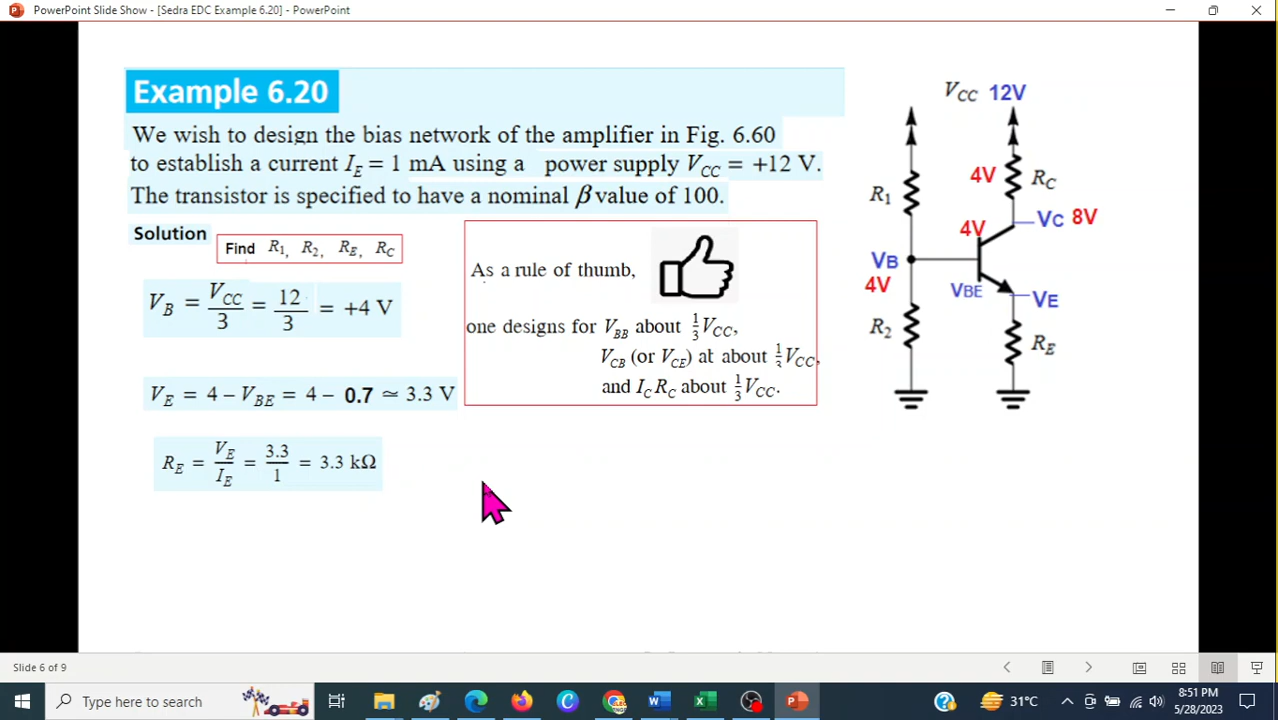 PowerPoint Slide Show - [Sedra EDC Example 6.20] - PowerPoint
Example 6.20
We wish to design the bias network of the amplifier in Fig. 6.60
to establish a current I_E = 1 mA using a power supply V_CC = +12 V.
The transistor is specified to have a nominal β value of 100.
Solution
Find R_1, R_2, R_E, R_C
V_B = V_CC/3 = 12/3 = +4 V
V_E = 4 – V_BE = 4 – 0.7 ≃ 3.3 V
R_E = V_E/I_E = 3.3/1 = 3.3 kΩ
As a rule of thumb,
one designs for V_BB about 1/3 V_CC,
V_CB (or V_CE) at about 1/3 V_CC,
and I_C R_C about 1/3 V_CC.
V_CC 12V
4V R_C
R_1
VC 8V
4V
VB
4V
VBE
VE
R_2
R_E
Slide 6 of 9
Type here to search
31°C
8:51 PM
5/28/2023